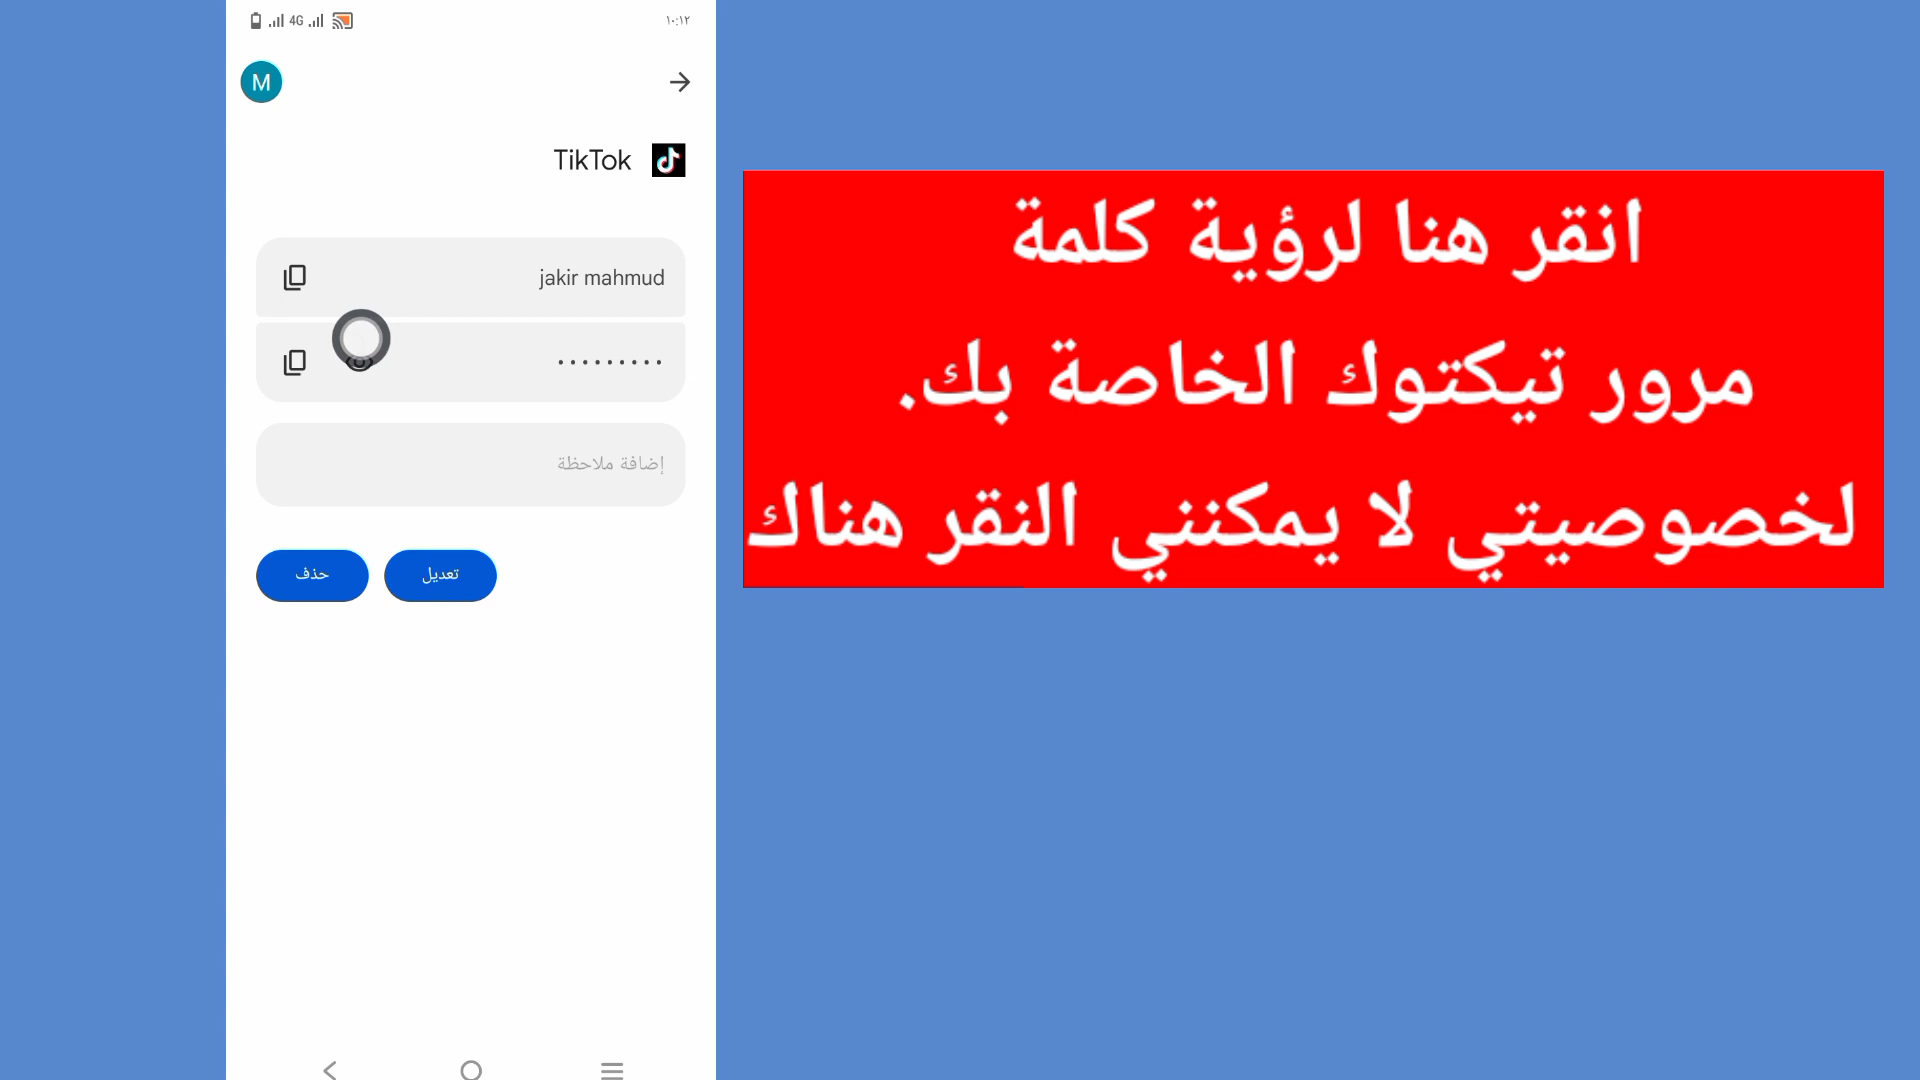 4G
١٠:١٢
M
TikTok
jakir mahmud
•••••••••
إضافة ملاحظة
تعديل
حذف
انقر هنا لرؤية كلمة
مرور تيكتوك الخاصة بك.
لخصوصيتي لا يمكنني النقر هناك